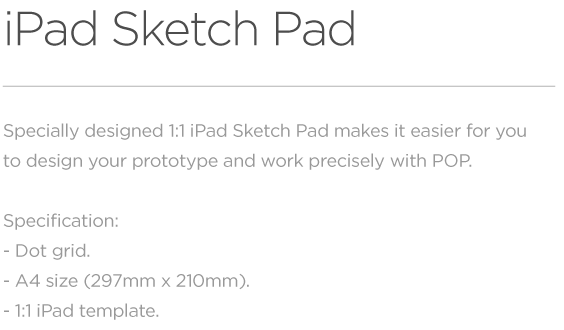 iPad Sketch Pad
Specially designed 1:1 iPad Sketch Pad makes it easier for you
to design your prototype and work precisely with POP.
Specification:
- Dot grid.
- A4 size (297mm x 210mm).
- 1:1 iPad template.